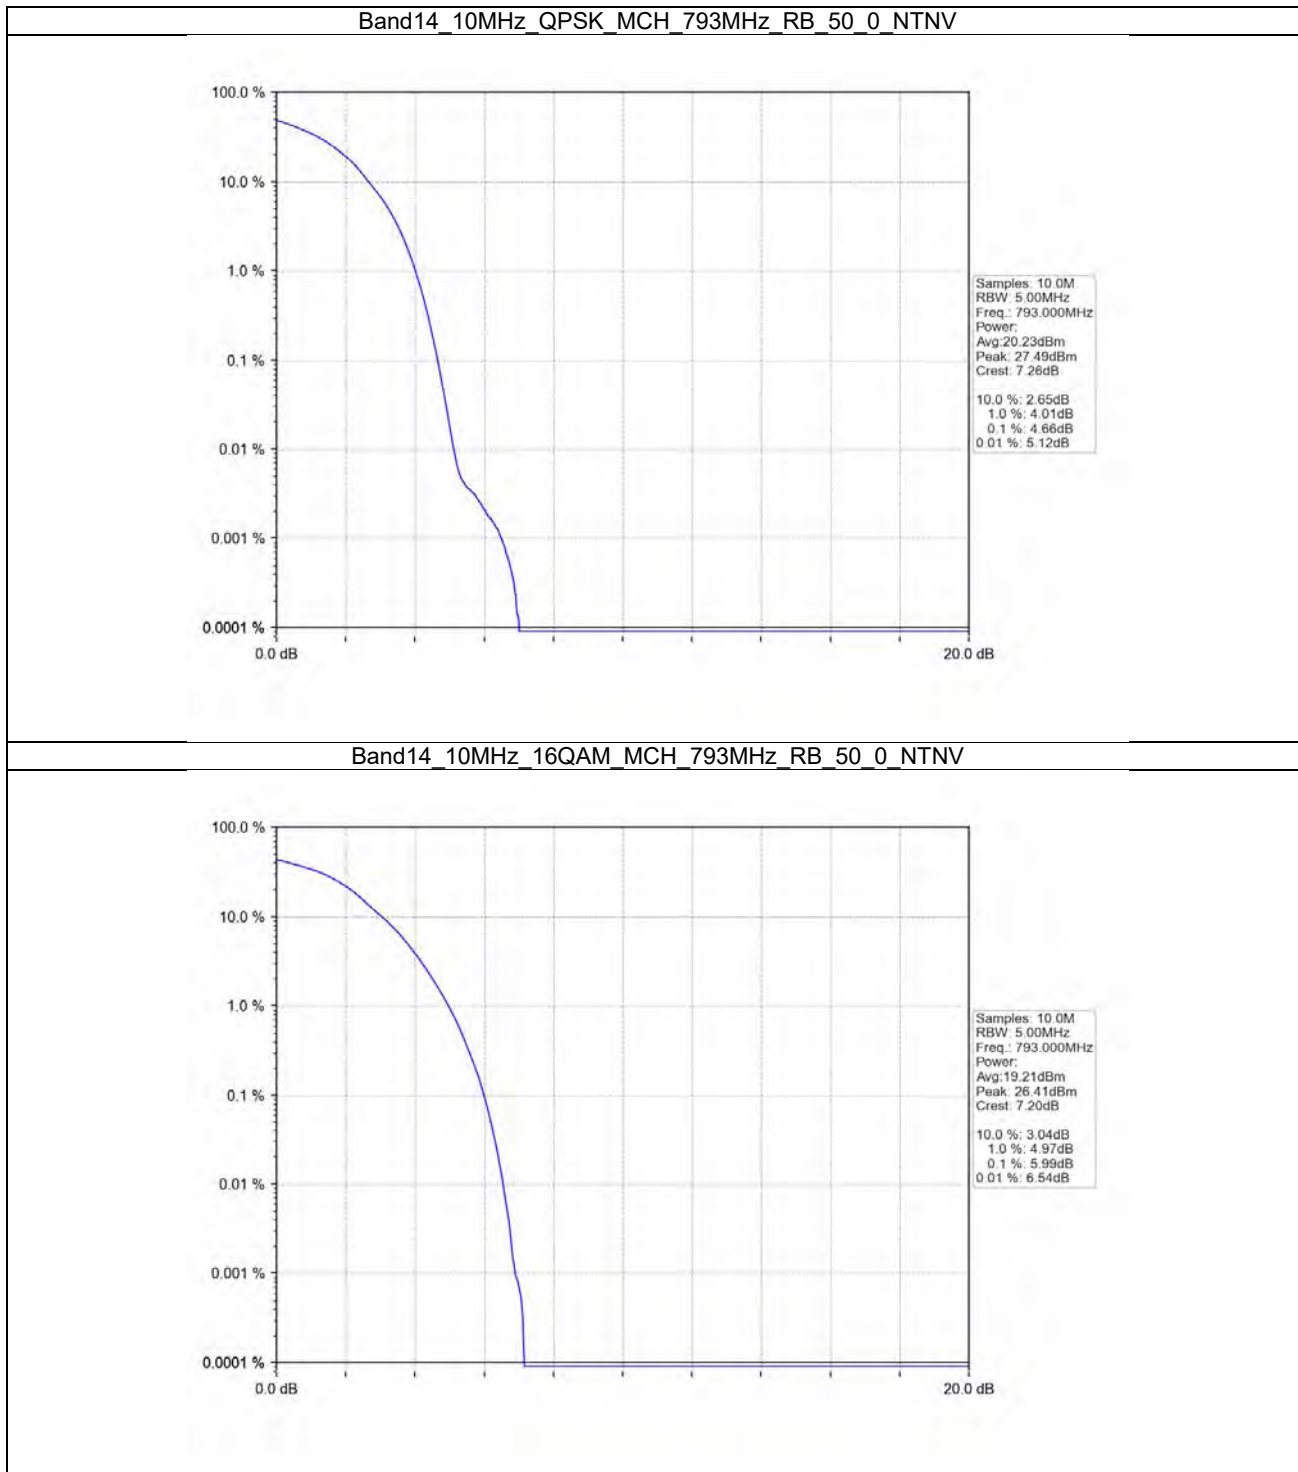 Band14_10MHz_QPSK_MCH_793MHz_RB_50_0_NTNV
100.0 %
10.0 %
1.0 %
0.1 %
0.01 %
0.001 %
0.0001 %
0.0 dB
20.0 dB
Samples: 10.0M
RBW: 5.00MHz
Freq.: 793.000MHz
Power:
Avg:20.23dBm
Peak: 27.49dBm
Crest: 7.26dB
10.0 %: 2.65dB
1.0 %: 4.01dB
0.1 %: 4.66dB
0.01 %: 5.12dB
Band14_10MHz_16QAM_MCH_793MHz_RB_50_0_NTNV
100.0 %
10.0 %
1.0 %
0.1 %
0.01 %
0.001 %
0.0001 %
0.0 dB
20.0 dB
Samples: 10.0M
RBW: 5.00MHz
Freq.: 793.000MHz
Power:
Avg:19.21dBm
Peak: 26.41dBm
Crest: 7.20dB
10.0 %: 3.04dB
1.0 %: 4.97dB
0.1 %: 5.99dB
0.01 %: 6.54dB